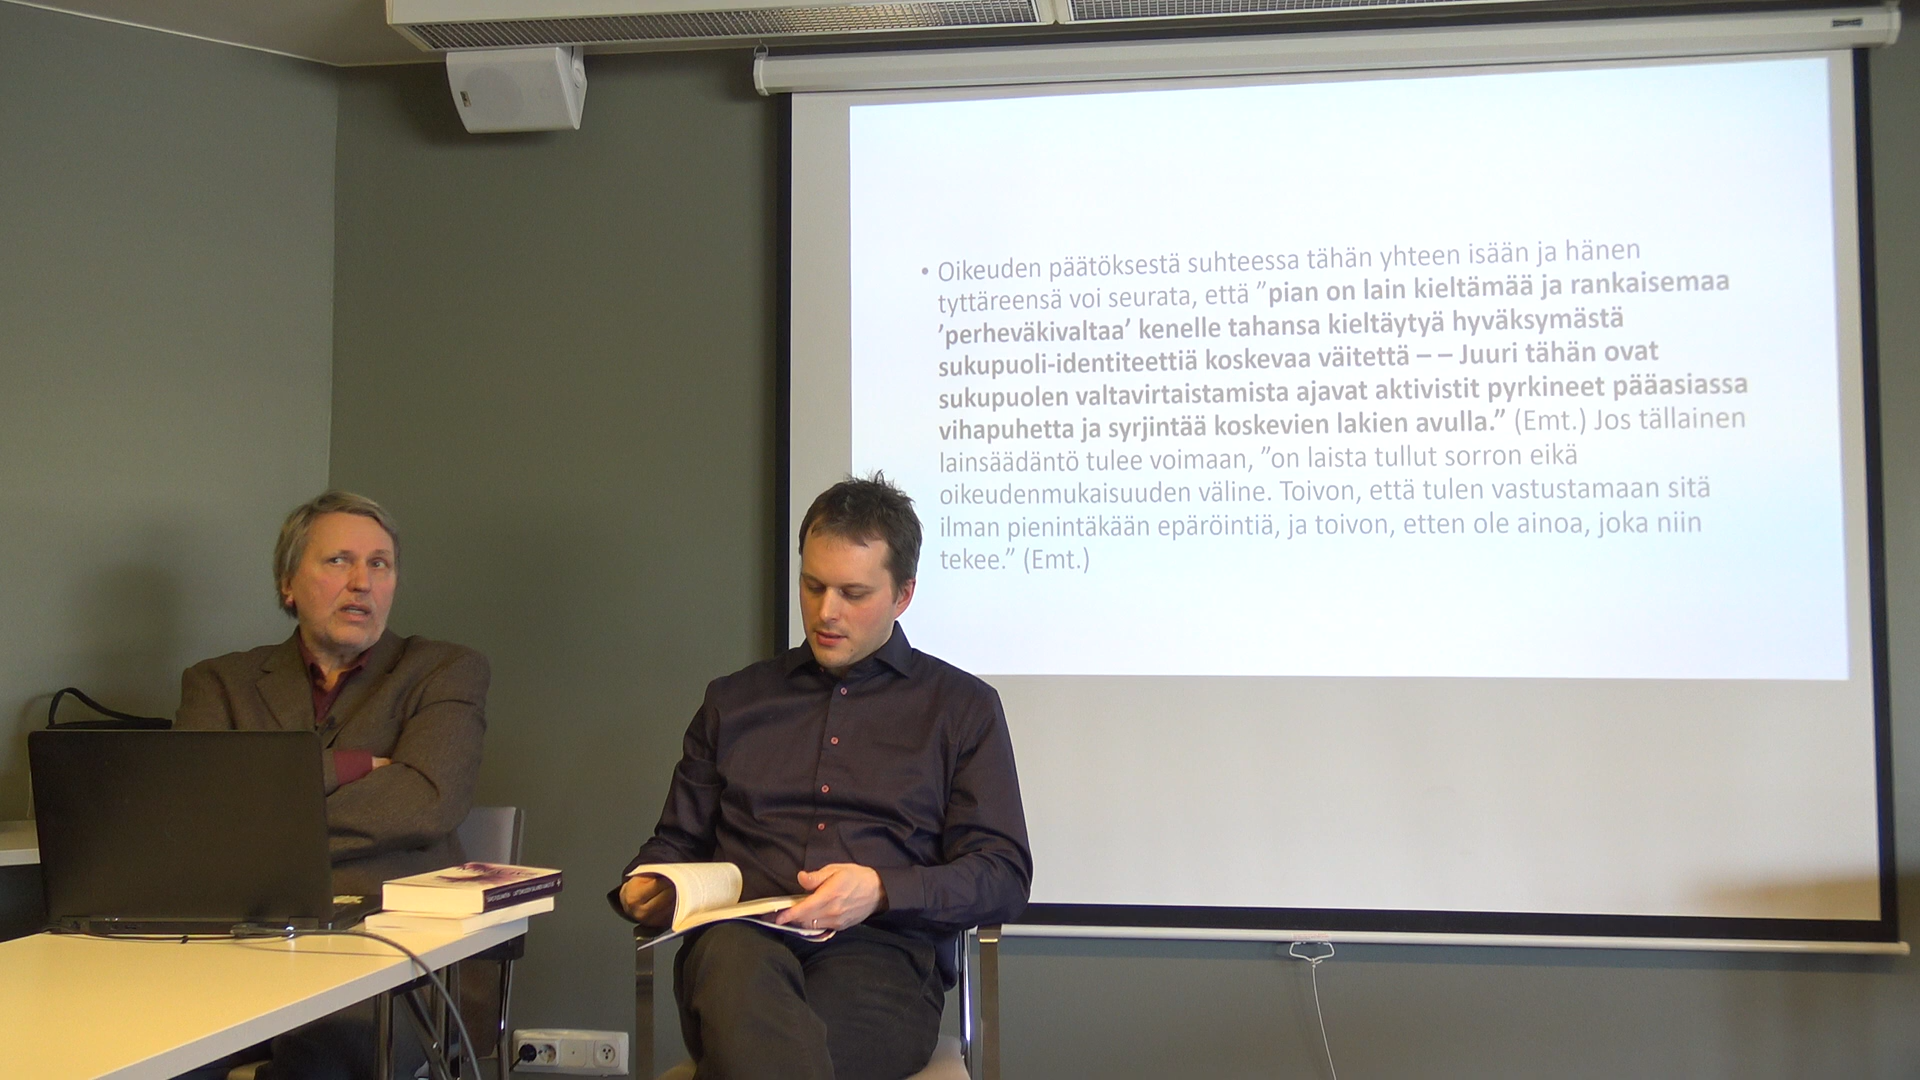 • Oikeuden päätöksestä suhteessa tähän yhteen isään ja hänen
tyttäreensä voi seurata, että ”pian on lain kieltämää ja rankaisemaa
’perheväkivaltaa’ kenelle tahansa kieltäytyä hyväksymästä
sukupuoli-identiteettiä koskevaa väitettä – – Juuri tähän ovat
sukupuolen valtavirtaistamista ajavat aktivistit pyrkineet pääasiassa
vihapuhetta ja syrjintää koskevien lakien avulla.” (Emt.) Jos tällainen
lainsäädäntö tulee voimaan, ”on laista tullut sorron eikä
oikeudenmukaisuuden väline. Toivon, että tulen vastustamaan sitä
ilman pienintäkään epäröintiä, ja toivon, etten ole ainoa, joka niin
tekee.” (Emt.)